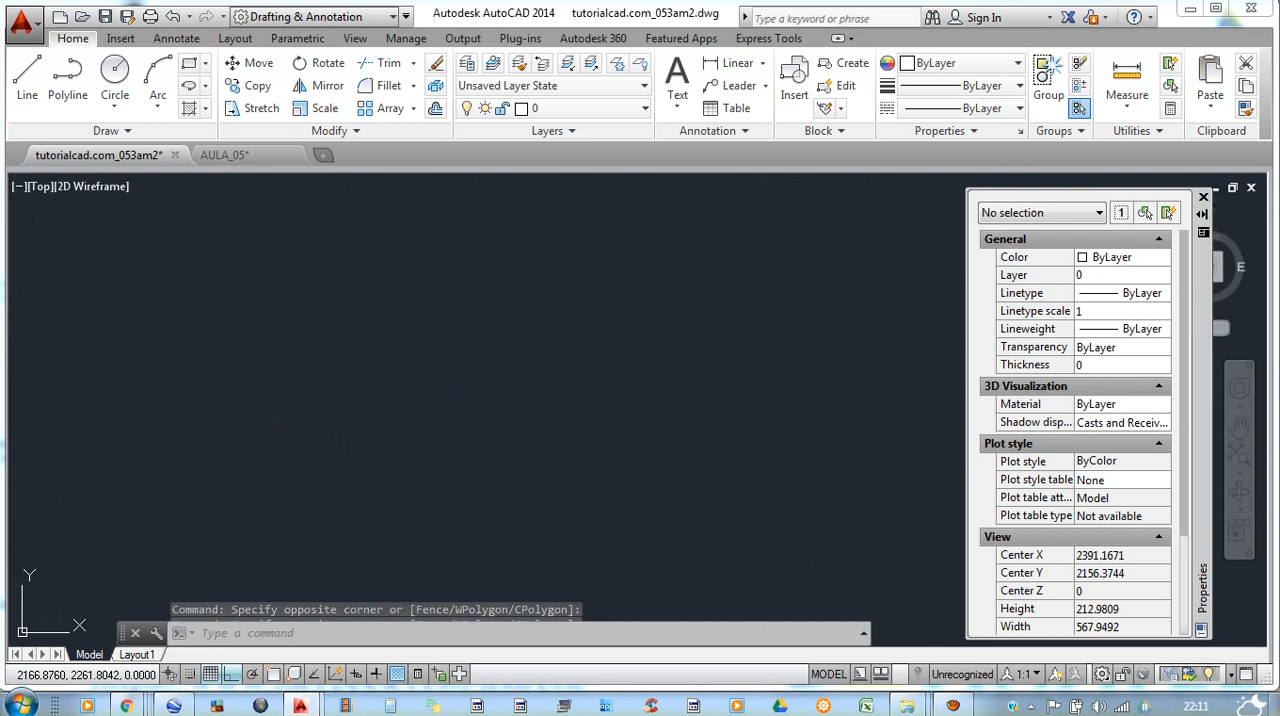 Drafting & Annotation
Autodesk AutoCAD 2014 tutorialcad.com_053am2.dwg
Type a keyword or phrase
Sign In
Home Insert Annotate Layout Parametric View Manage Output Plug-ins Autodesk 360 Featured Apps Express Tools
Line Polyline Circle Arc
Move Rotate Trim
Copy Mirror Fillet
Stretch Scale Array
Unsaved Layer State
0
Text
Linear
Leader
Table
Insert
Create
Edit
ByLayer
ByLayer
ByLayer
Group
Measure
Paste
Draw Modify Layers Annotation Block Properties Groups Utilities Clipboard
tutorialcad.com_053am2* AULA_05*
[−][Top][2D Wireframe]
No selection
1
General
Color ByLayer
Layer 0
Linetype ByLayer
Linetype scale 1
Lineweight ByLayer
Transparency ByLayer
Thickness 0
3D Visualization
Material ByLayer
Shadow disp... Casts and Receiv...
Plot style
Plot style ByColor
Plot style table None
Plot table att... Model
Plot table type Not available
View
Center X 2391.1671
Center Y 2156.3744
Center Z 0
Height 212.9809
Width 567.9492
Properties
E
Y
X
Command: Specify opposite corner or [Fence/WPolygon/CPolygon]:
Type a command
Model Layout1
2166.8760, 2261.8042, 0.0000
MODEL
Unrecognized
1:1
22:11